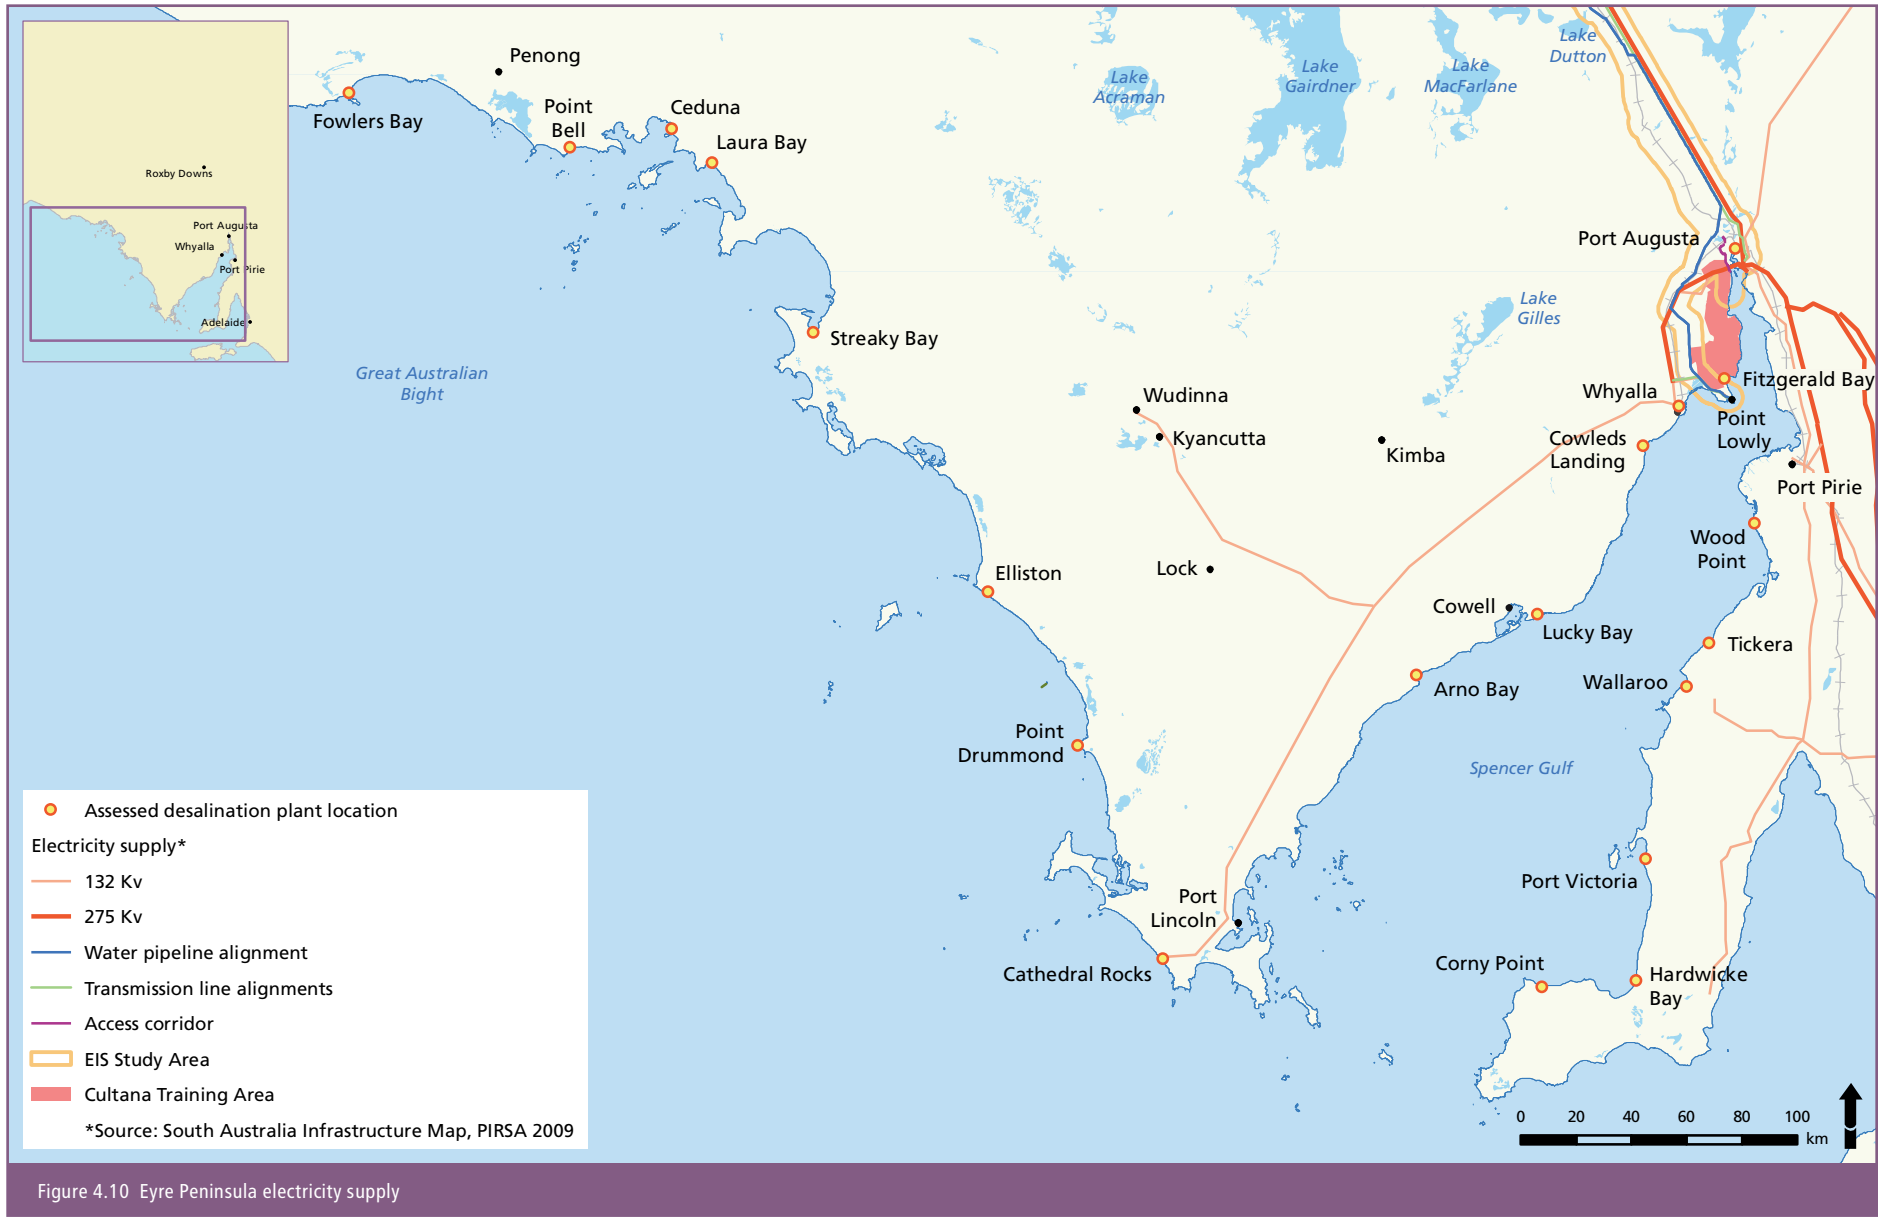 Roxby Downs
Port Augusta
Whyalla
Port Pirie
Adelaide
Penong
Fowlers Bay
Point
Bell
Ceduna
Laura Bay
Lake
Acraman
Lake
Gairdner
Lake
MacFarlane
Lake
Dutton
Port Augusta
Streaky Bay
Great Australian
Bight
Lake
Gilles
Wudinna
Kyancutta
Kimba
Whyalla
Fitzgerald Bay
Point
Lowly
Cowleds
Landing
Port Pirie
Wood
Point
Elliston
Lock
Cowell
Lucky Bay
Tickera
Arno Bay
Wallaroo
Point
Drummond
Spencer Gulf
Port Victoria
Port
Lincoln
Cathedral Rocks
Corny Point
Hardwicke
Bay
Assessed desalination plant location
Electricity supply*
132 Kv
275 Kv
Water pipeline alignment
Transmission line alignments
Access corridor
EIS Study Area
Cultana Training Area
*Source: South Australia Infrastructure Map, PIRSA 2009
0 20 40 60 80 100
km
Figure 4.10 Eyre Peninsula electricity supply